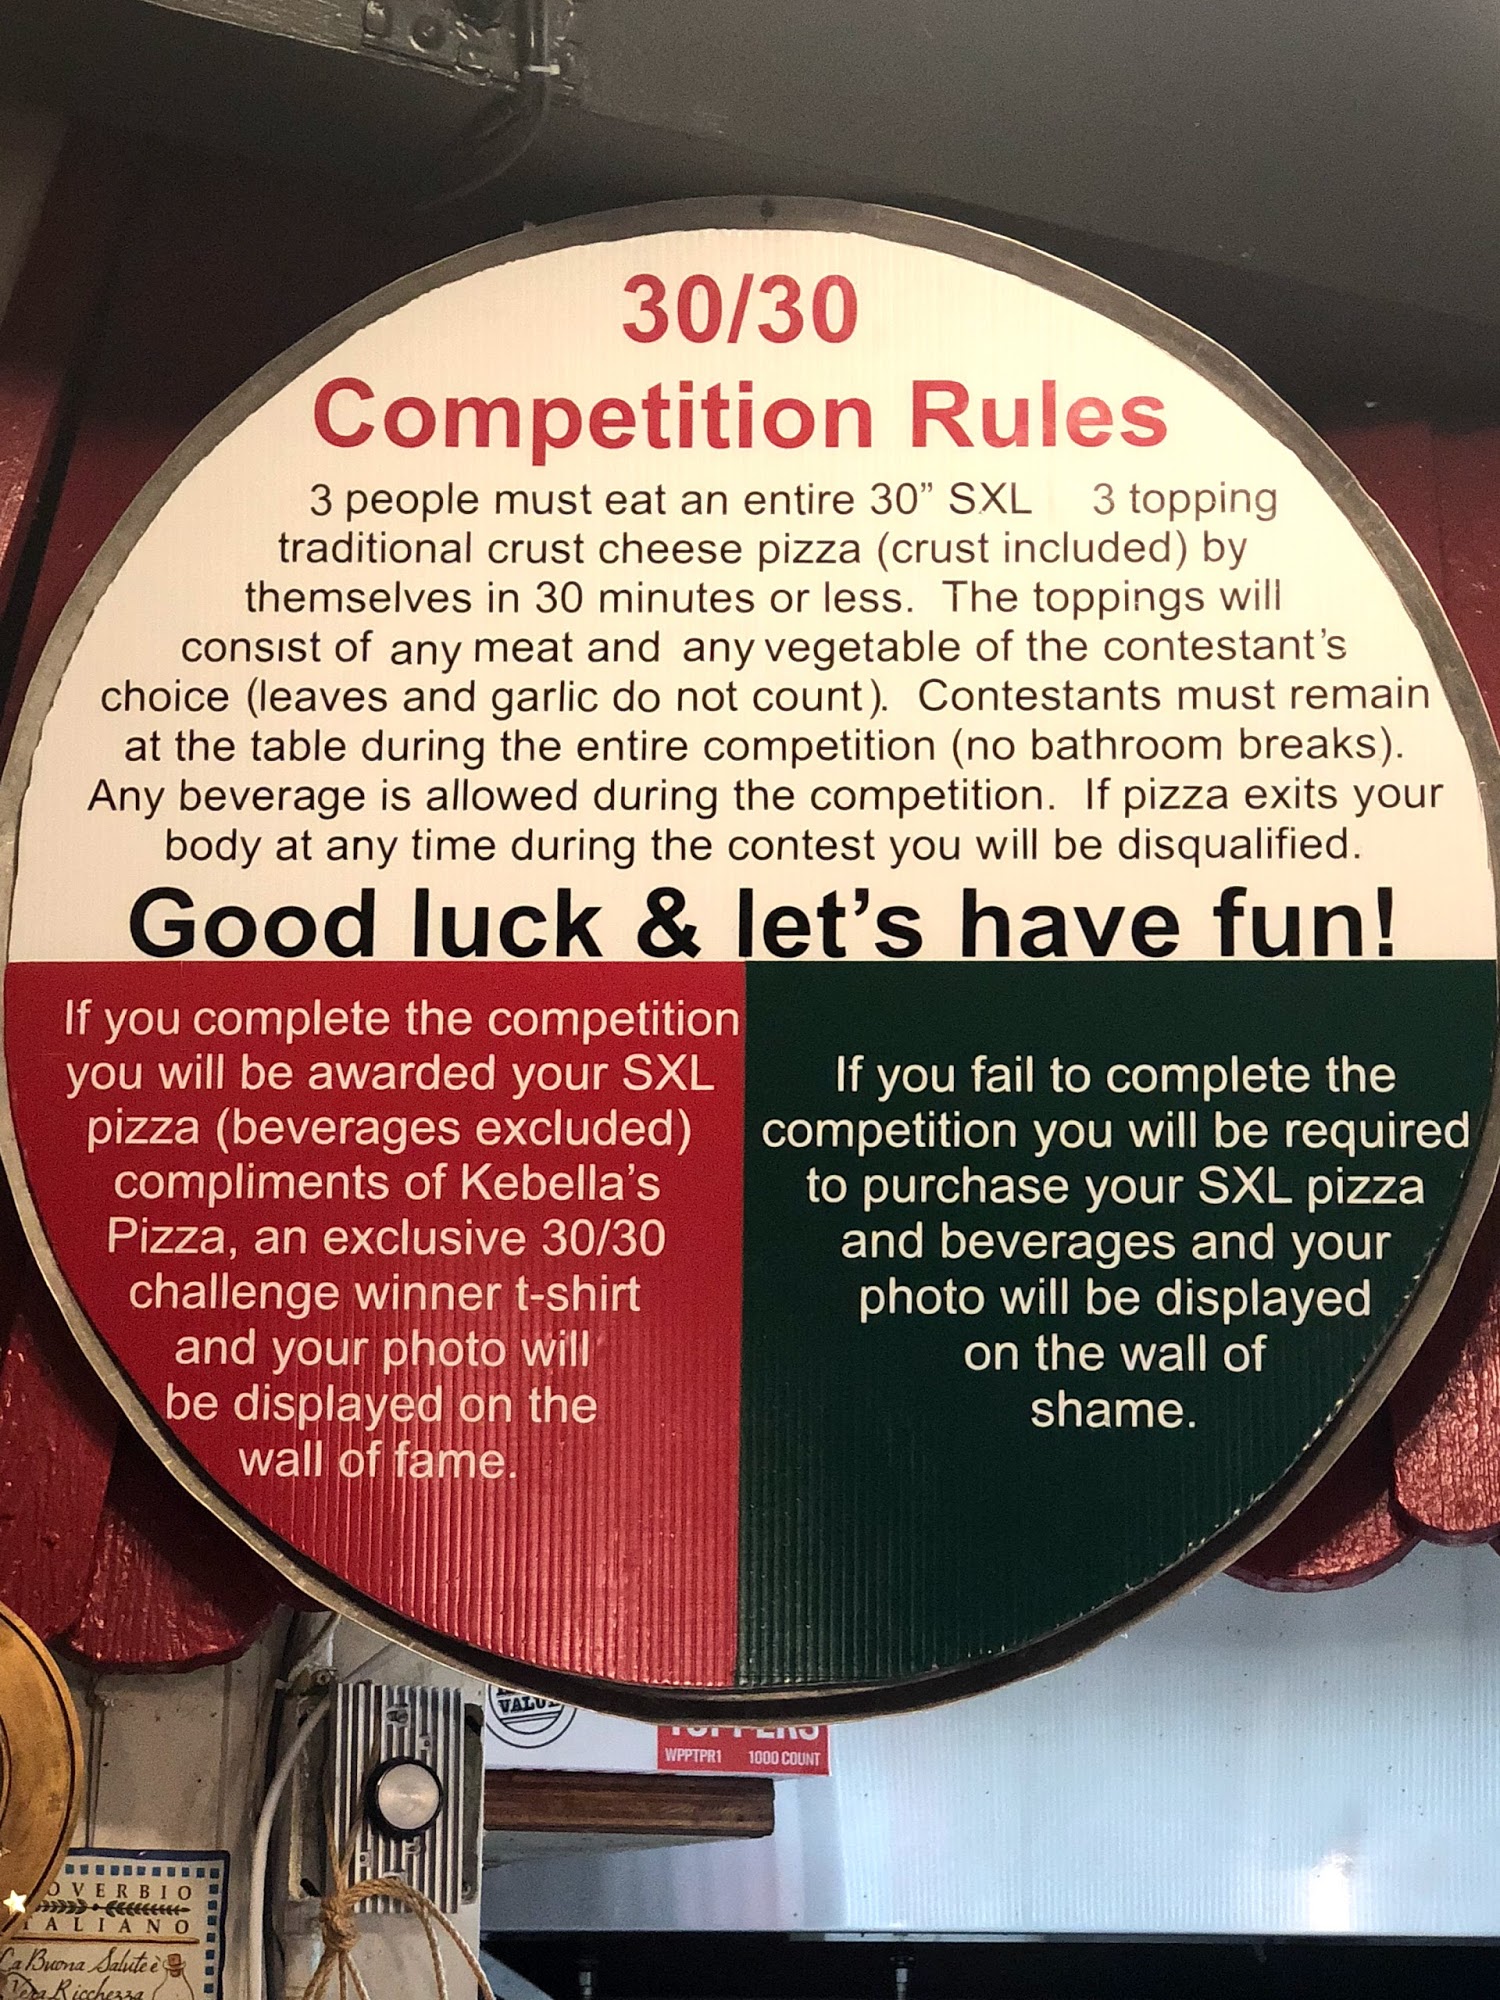 30/30
Competition Rules
3 people must eat an entire 30” SXL 3 topping
traditional crust cheese pizza (crust included) by
themselves in 30 minutes or less. The toppings will
consist of any meat and any vegetable of the contestant’s
choice (leaves and garlic do not count). Contestants must remain
at the table during the entire competition (no bathroom breaks).
Any beverage is allowed during the competition. If pizza exits your
body at any time during the contest you will be disqualified.
Good luck & let’s have fun!
If you complete the competition
you will be awarded your SXL
pizza (beverages excluded)
compliments of Kebella’s
Pizza, an exclusive 30/30
challenge winner t-shirt
and your photo will
be displayed on the
wall of fame.
If you fail to complete the
competition you will be required
to purchase your SXL pizza
and beverages and your
photo will be displayed
on the wall of
shame.
VALUE
WPPTPR1 1000 COUNT
OVERBIO
ITALIANO
La Buona Salute è
Vera Ricchezza